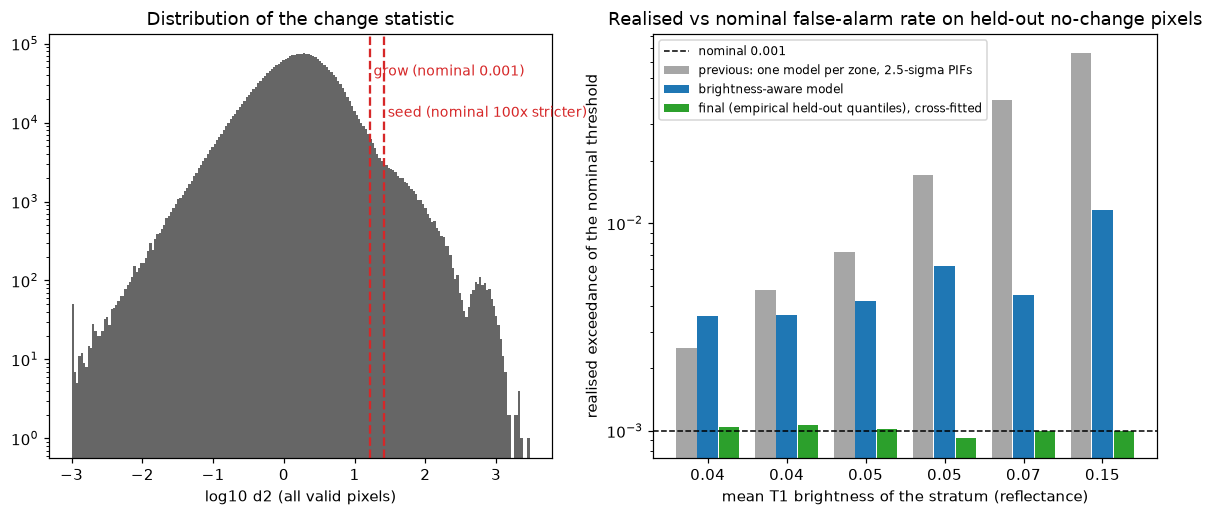 Distribution of the change statistic
grow (nominal 0.001)
seed (nominal 100x stricter)
10^5
10^4
10^3
10^2
10^1
10^0
−3
−2
−1
0
1
2
3
log10 d2 (all valid pixels)
Realised vs nominal false-alarm rate on held-out no-change pixels
nominal 0.001
previous: one model per zone, 2.5-sigma PIFs
brightness-aware model
final (empirical held-out quantiles), cross-fitted
realised exceedance of the nominal threshold
10^−2
10^−3
0.04
0.04
0.05
0.05
0.07
0.15
mean T1 brightness of the stratum (reflectance)